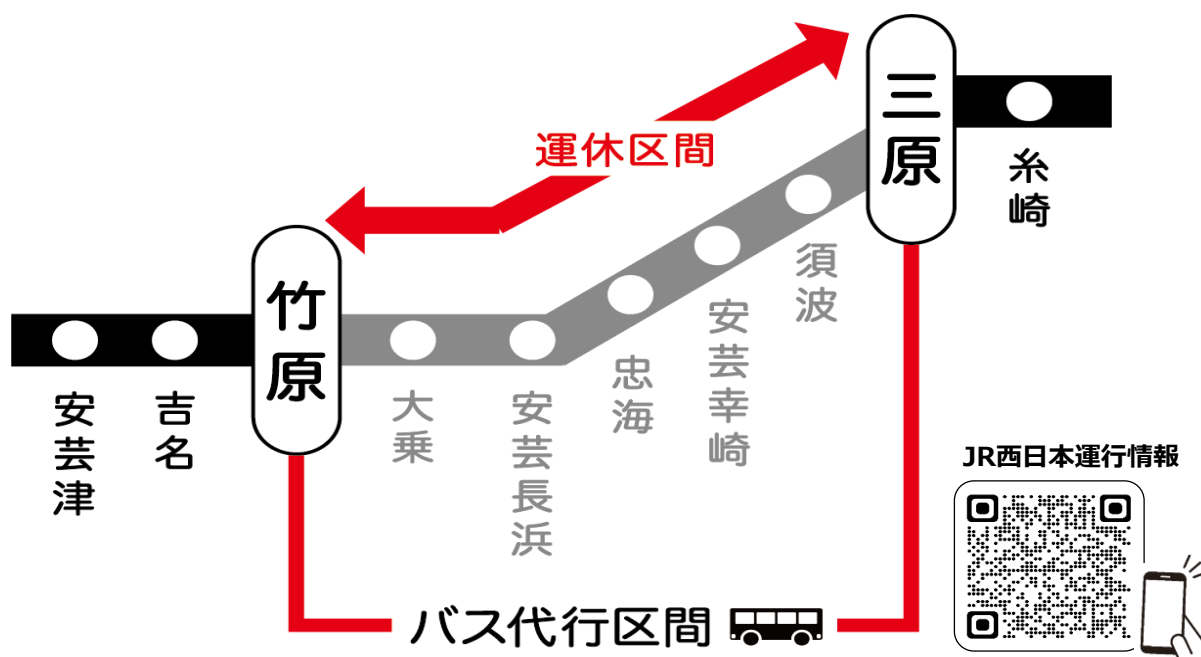 運休区間
三原
糸崎
竹原
須波
安芸幸崎
忠海
安芸長浜
大乗
吉名
安芸津
JR西日本運行情報
バス代行区間